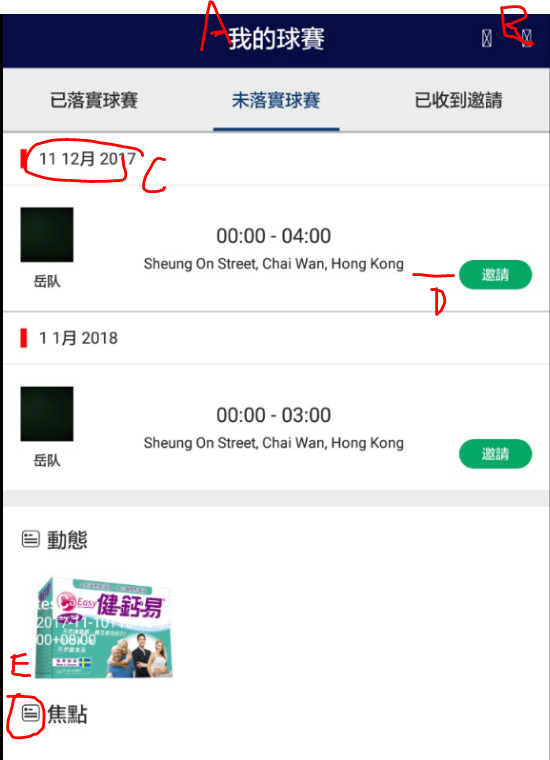 A
B
我的球賽
已落實球賽 未落實球賽 已收到邀請
11 12月 2017
C
00:00 - 04:00
Sheung On Street, Chai Wan, Hong Kong
邀請
岳队
D
1 1月 2018
00:00 - 03:00
Sheung On Street, Chai Wan, Hong Kong
邀請
岳队
動態
Easy 健鈣易
2017-11-10T
00+08:00
E
焦點